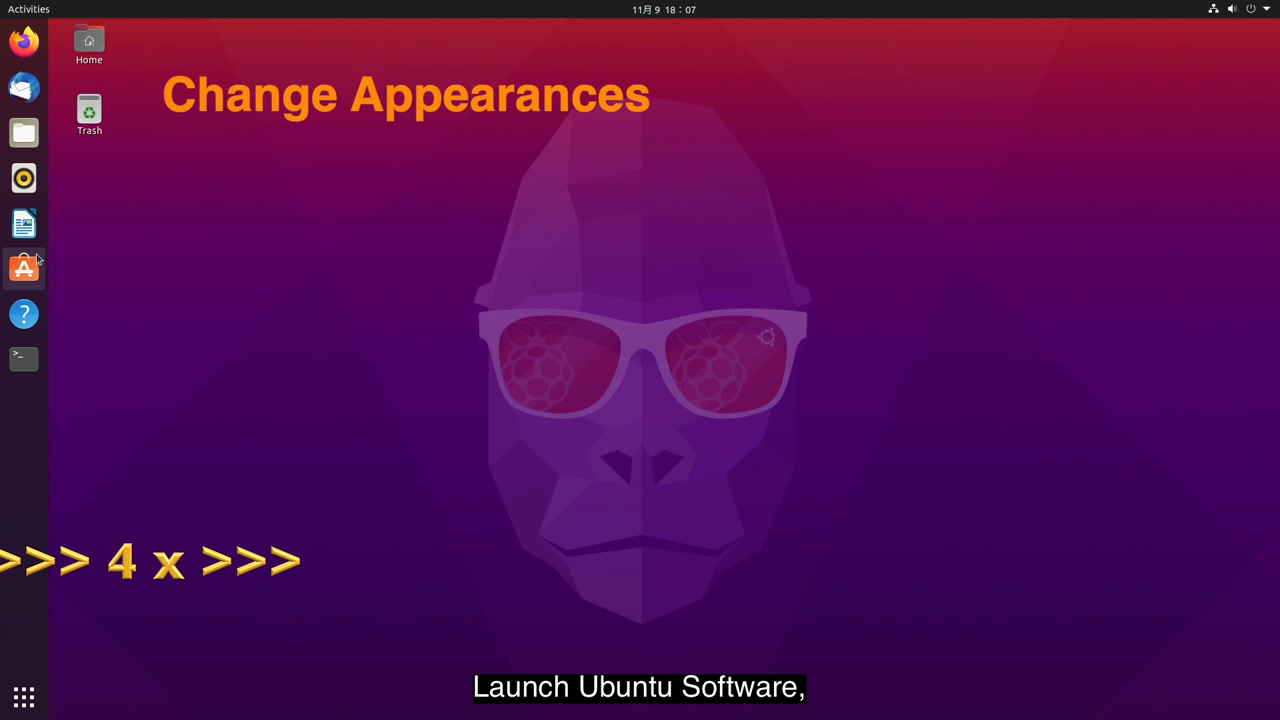 Activities
11月 9 18：07
Home
Change Appearances
Trash
>>> 4 x >>>
Launch Ubuntu Software,